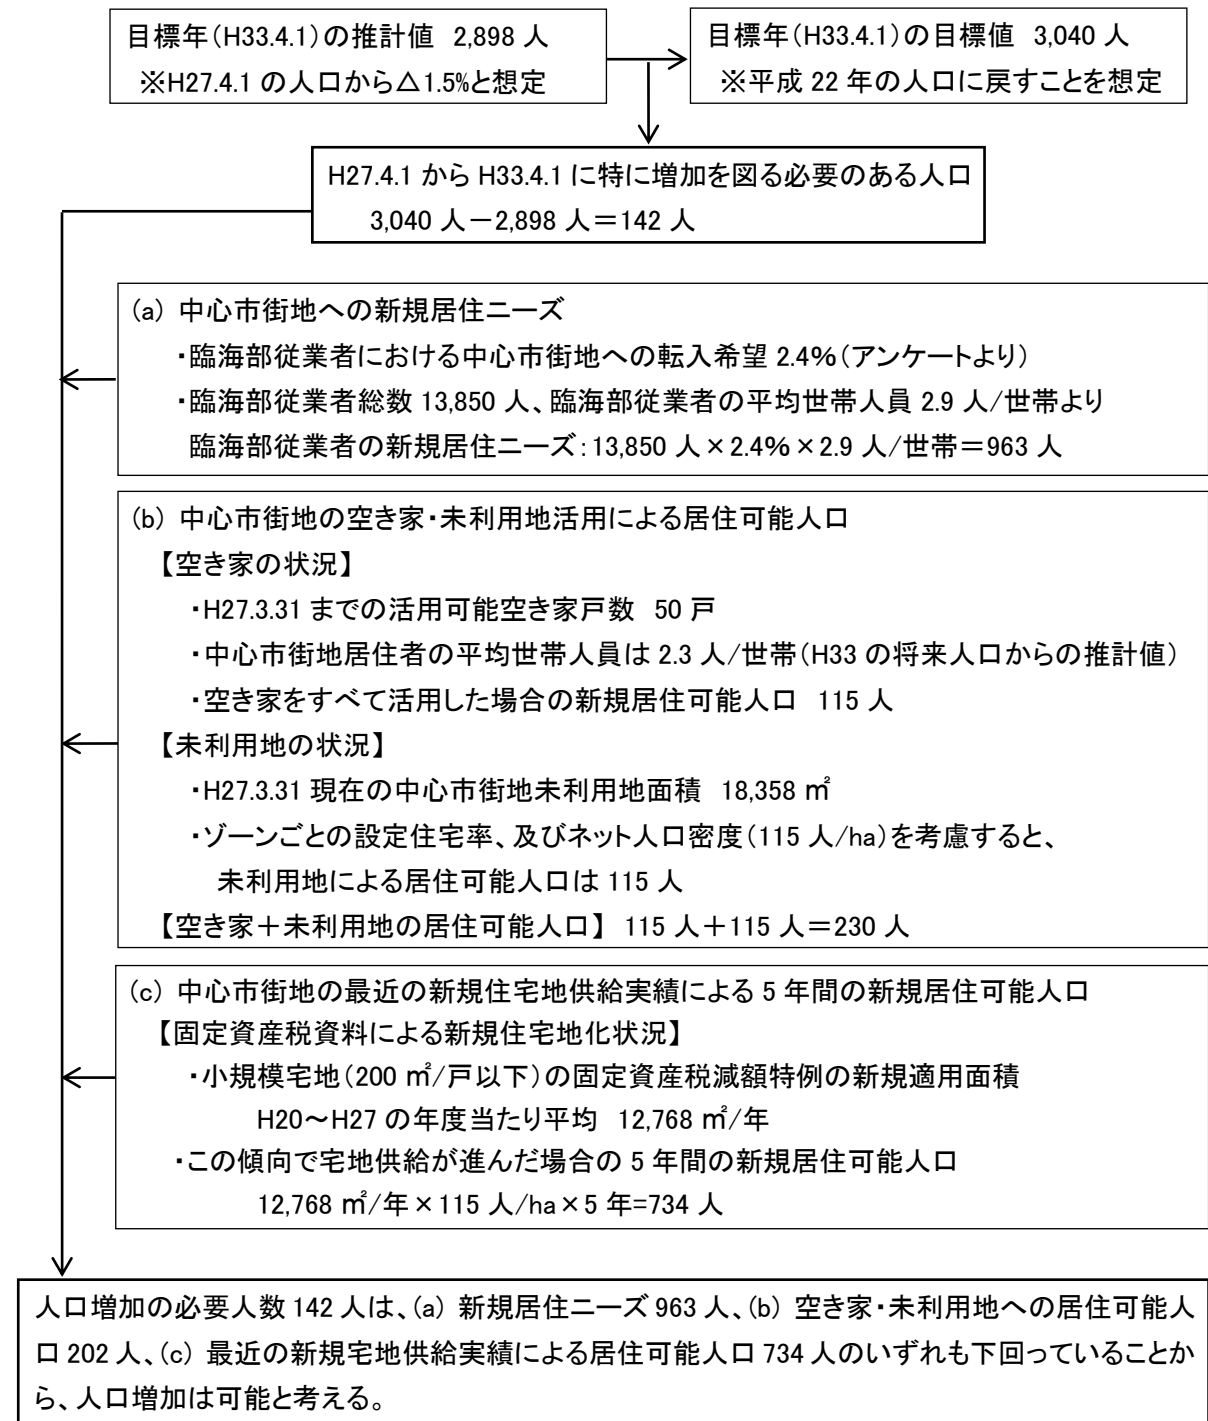 目標年(H33.4.1)の推計値 2,898 人
※H27.4.1 の人口から△1.5%と想定
目標年(H33.4.1)の目標値 3,040 人
※平成 22 年の人口に戻すことを想定
H27.4.1 から H33.4.1 に特に増加を図る必要のある人口
3,040 人－2,898 人＝142 人
(a) 中心市街地への新規居住ニーズ
・臨海部従業者における中心市街地への転入希望 2.4%(アンケートより)
・臨海部従業者総数 13,850 人、臨海部従業者の平均世帯人員 2.9 人/世帯より
臨海部従業者の新規居住ニーズ：13,850 人×2.4%×2.9 人/世帯＝963 人
(b) 中心市街地の空き家・未利用地活用による居住可能人口
【空き家の状況】
・H27.3.31 までの活用可能空き家戸数 50 戸
・中心市街地居住者の平均世帯人員は 2.3 人/世帯(H33 の将来人口からの推計値)
・空き家をすべて活用した場合の新規居住可能人口 115 人
【未利用地の状況】
・H27.3.31 現在の中心市街地未利用地面積 18,358 ㎡
・ゾーンごとの設定住宅率、及びネット人口密度(115 人/ha)を考慮すると、
未利用地による居住可能人口は 115 人
【空き家＋未利用地の居住可能人口】 115 人＋115 人＝230 人
(c) 中心市街地の最近の新規住宅地供給実績による 5 年間の新規居住可能人口
【固定資産税資料による新規住宅地化状況】
・小規模宅地(200 ㎡/戸以下)の固定資産税減額特例の新規適用面積
H20～H27 の年度当たり平均 12,768 ㎡/年
・この傾向で宅地供給が進んだ場合の 5 年間の新規居住可能人口
12,768 ㎡/年×115 人/ha×5 年=734 人
人口増加の必要人数 142 人は、(a) 新規居住ニーズ 963 人、(b) 空き家・未利用地への居住可能人
口 202 人、(c) 最近の新規宅地供給実績による居住可能人口 734 人のいずれも下回っていることか
ら、人口増加は可能と考える。